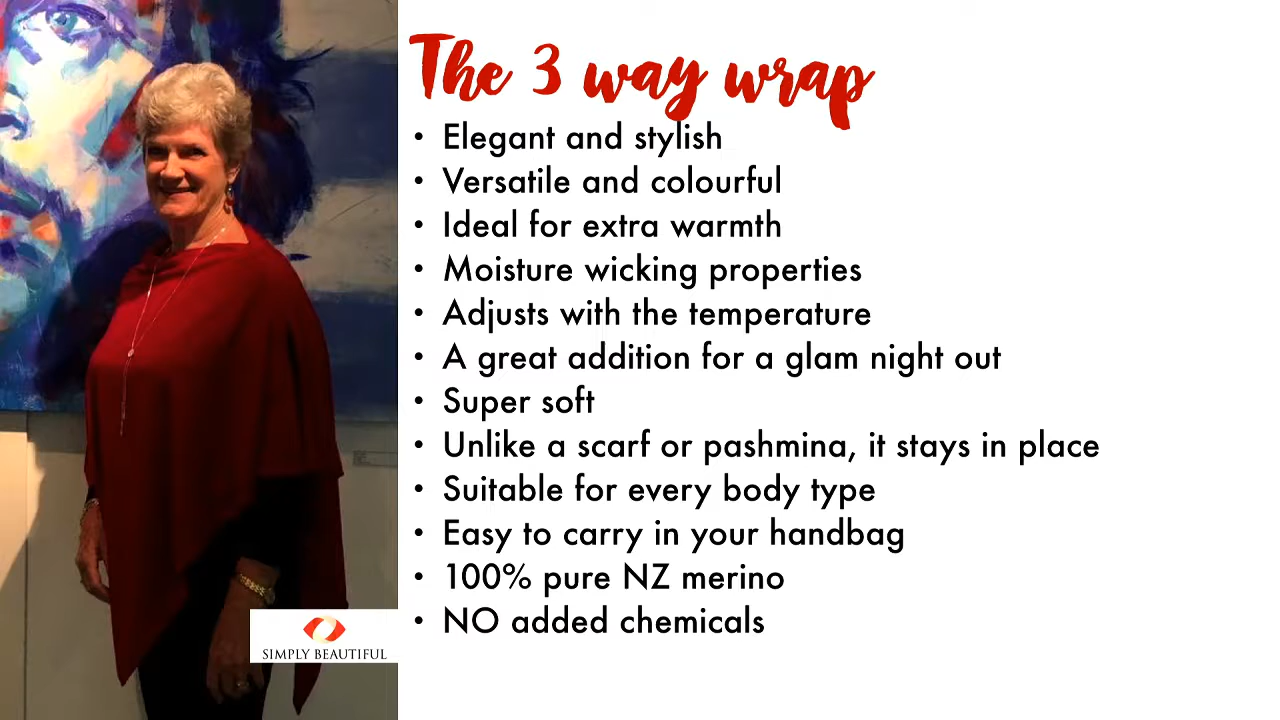 The 3 way wrap
• Elegant and stylish
• Versatile and colourful
• Ideal for extra warmth
• Moisture wicking properties
• Adjusts with the temperature
• A great addition for a glam night out
• Super soft
• Unlike a scarf or pashmina, it stays in place
• Suitable for every body type
• Easy to carry in your handbag
• 100% pure NZ merino
• NO added chemicals
SIMPLY BEAUTIFUL